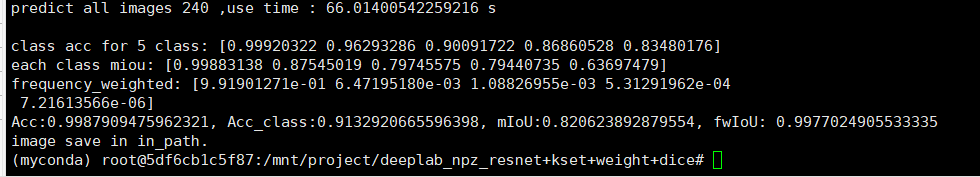 predict all images 240 ,use time : 66.01400542259216 s
class acc for 5 class: [0.99920322 0.96293286 0.90091722 0.86860528 0.83480176]
each class miou: [0.99883138 0.87545019 0.79745575 0.79440735 0.63697479]
frequency_weighted: [9.91901271e-01 6.47195180e-03 1.08826955e-03 5.31291962e-04
7.21613566e-06]
Acc:0.9987909475962321, Acc_class:0.9132920665596398, mIoU:0.820623892879554, fwIoU: 0.9977024905533335
image save in in_path.
(myconda) root@5df6cb1c5f87:/mnt/project/deeplab_npz_resnet+kset+weight+dice#